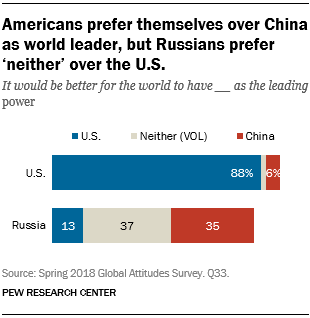 Americans prefer themselves over China
as world leader, but Russians prefer
‘neither’ over the U.S.
It would be better for the world to have __ as the leading
power
U.S. Neither (VOL) China
U.S. 88% 6%
Russia 13 37 35
Source: Spring 2018 Global Attitudes Survey. Q33.
PEW RESEARCH CENTER